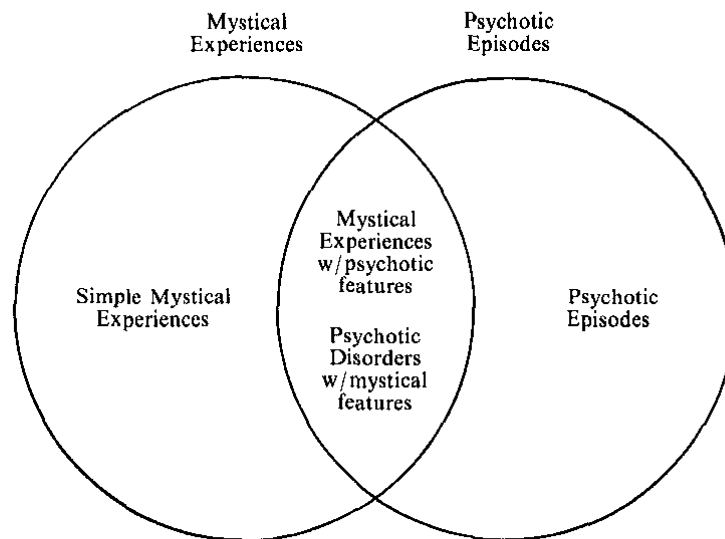 Mystical
Experiences
Psychotic
Episodes
Simple Mystical
Experiences
Mystical
Experiences
w/psychotic
features
Psychotic
Disorders
w/mystical
features
Psychotic
Episodes